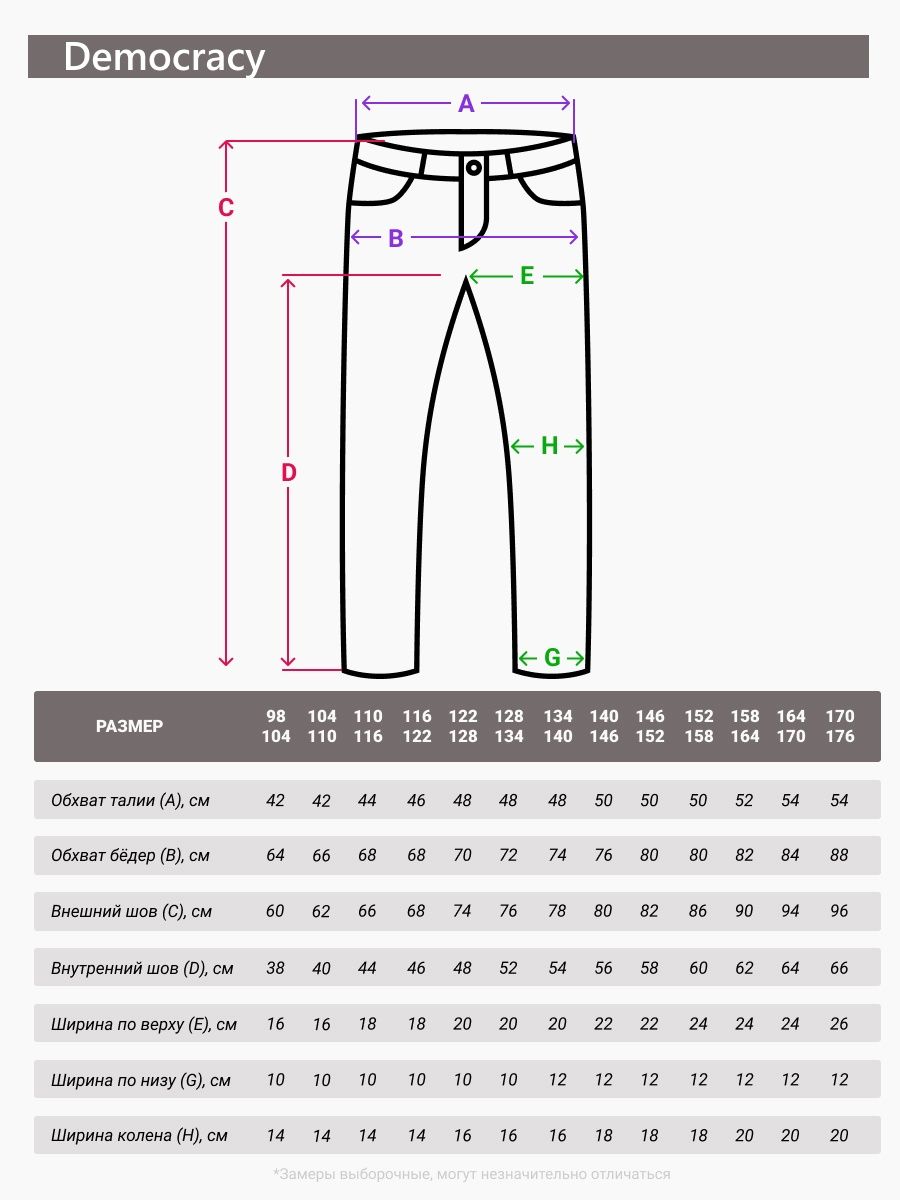 Democracy
A
C
B
E
H
D
G
РАЗМЕР 98 104 110 116 122 128 134 140 146 152 158 164 170
104 110 116 122 128 134 140 146 152 158 164 170 176
Обхват талии (A), см 42 42 44 46 48 48 48 50 50 50 52 54 54
Обхват бёдер (B), см 64 66 68 68 70 72 74 76 80 80 82 84 88
Внешний шов (C), см 60 62 66 68 74 76 78 80 82 86 90 94 96
Внутренний шов (D), см 38 40 44 46 48 52 54 56 58 60 62 64 66
Ширина по верху (E), см 16 16 18 18 20 20 20 22 22 24 24 24 26
Ширина по низу (G), см 10 10 10 10 10 10 12 12 12 12 12 12 12
Ширина колена (H), см 14 14 14 14 16 16 16 18 18 18 20 20 20
*Замеры выборочные, могут незначительно отличаться